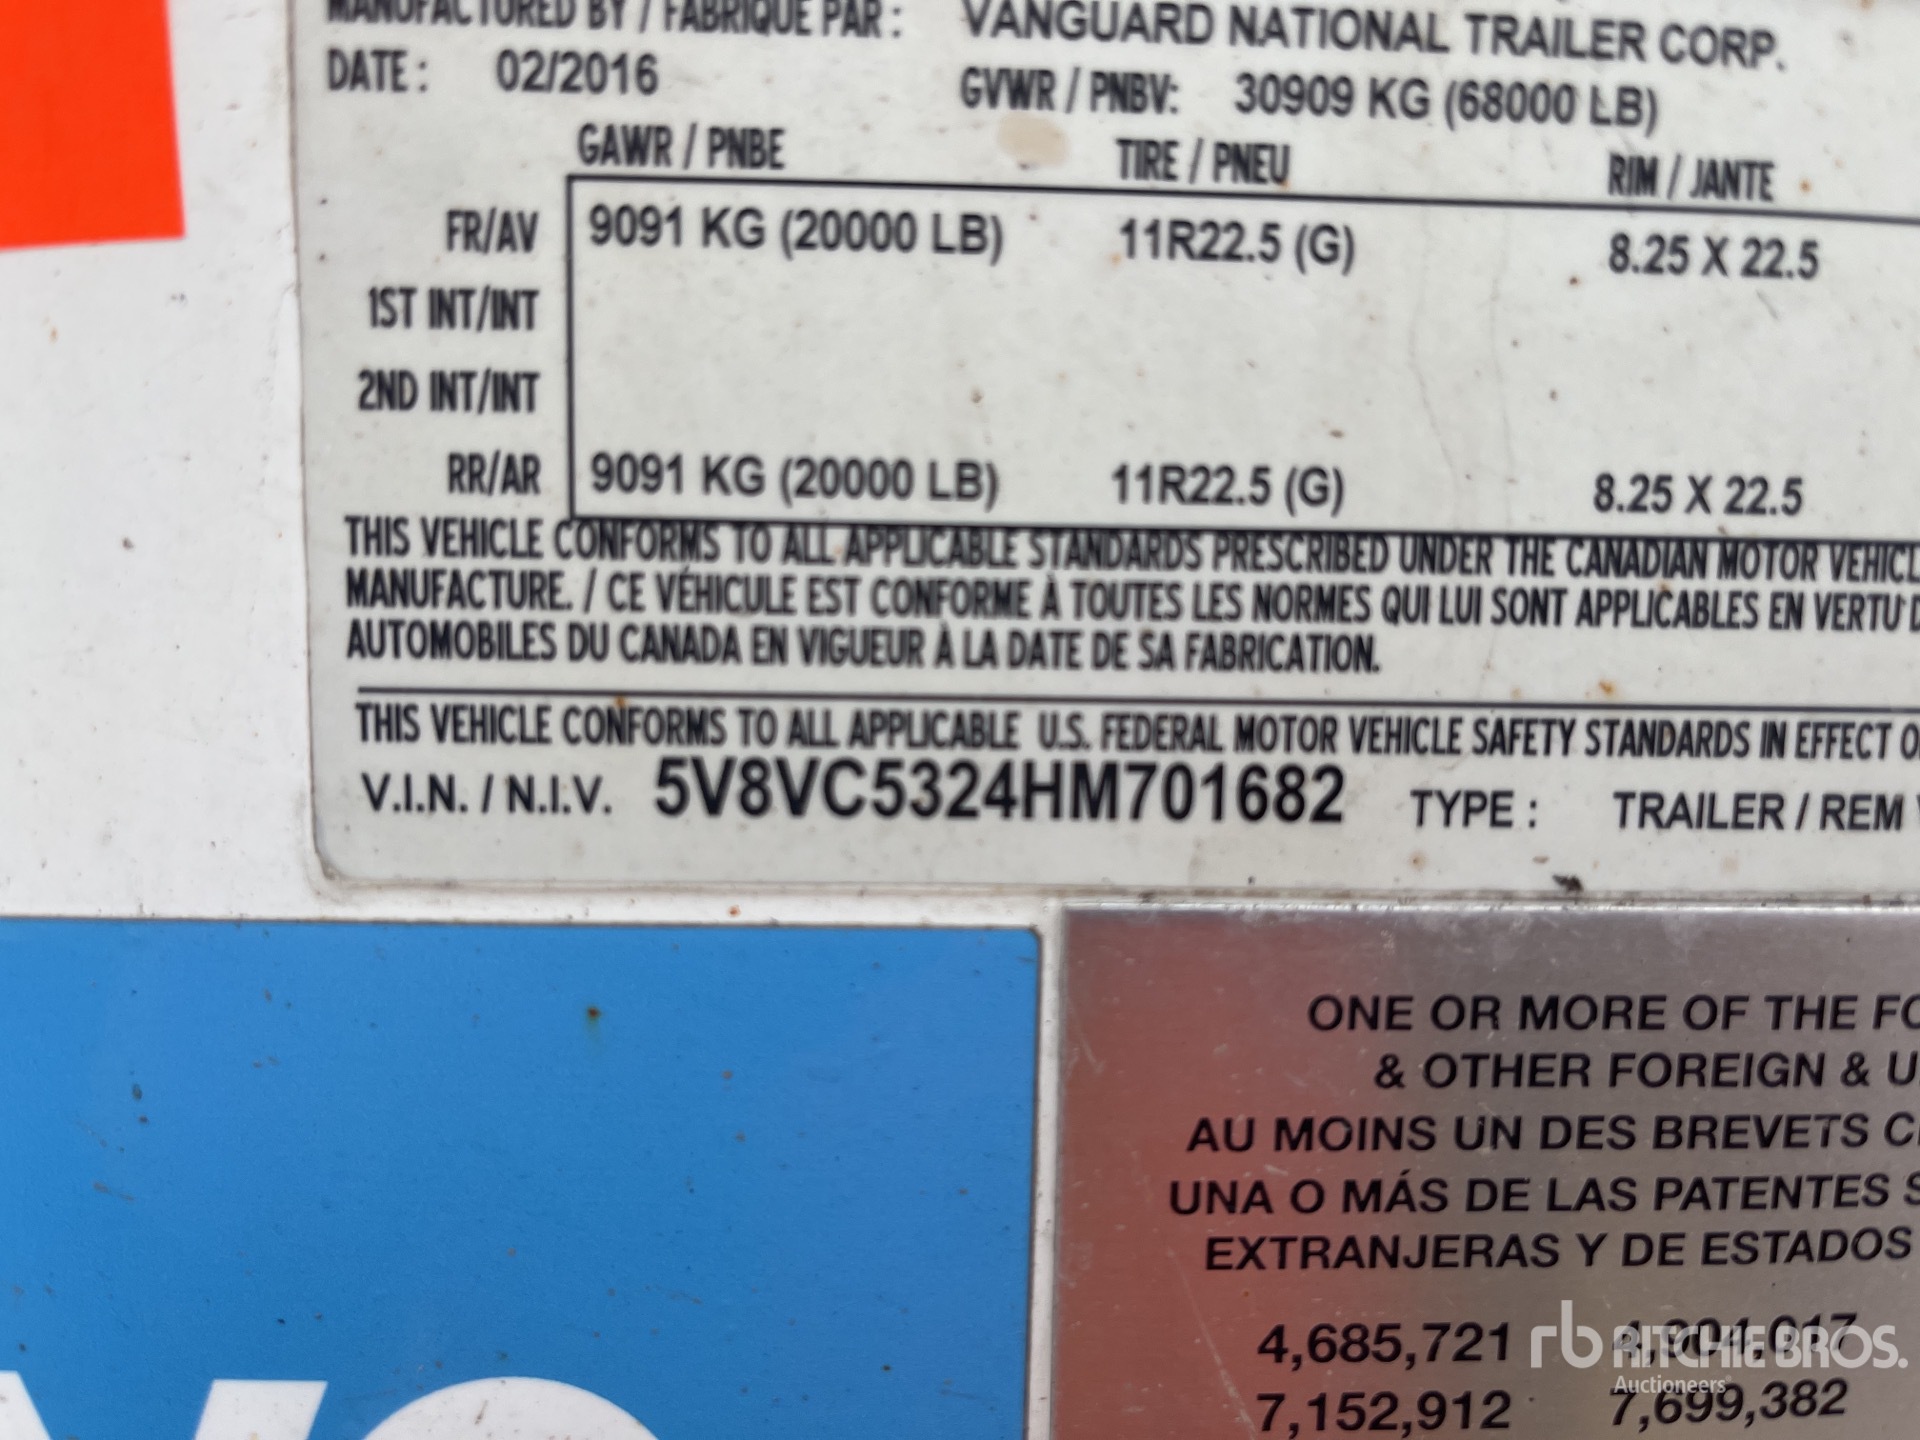 MANUFACTURED BY / FABRIQUE PAR : VANGUARD NATIONAL TRAILER CORP.
DATE : 02/2016 GVWR / PNBV: 30909 KG (68000 LB)
GAWR / PNBE TIRE / PNEU RIM / JANTE
FR/AV 9091 KG (20000 LB) 11R22.5 (G) 8.25 X 22.5
1ST INT/INT
2ND INT/INT
RR/AR 9091 KG (20000 LB) 11R22.5 (G) 8.25 X 22.5
THIS VEHICLE CONFORMS TO ALL APPLICABLE STANDARDS PRESCRIBED UNDER THE CANADIAN MOTOR VEHICL
MANUFACTURE. / CE VÉHICULE EST CONFORME À TOUTES LES NORMES QUI LUI SONT APPLICABLES EN VERTU D
AUTOMOBILES DU CANADA EN VIGUEUR À LA DATE DE SA FABRICATION.
THIS VEHICLE CONFORMS TO ALL APPLICABLE U.S. FEDERAL MOTOR VEHICLE SAFETY STANDARDS IN EFFECT O
V.I.N. / N.I.V. 5V8VC5324HM701682 TYPE : TRAILER / REM
ONE OR MORE OF THE FO
& OTHER FOREIGN & U
AU MOINS UN DES BREVETS C
UNA O MÁS DE LAS PATENTES S
EXTRANJERAS Y DE ESTADOS
4,685,721 4,904,017
7,152,912 7,699,382
rb RITCHIE BROS.
Auctioneers